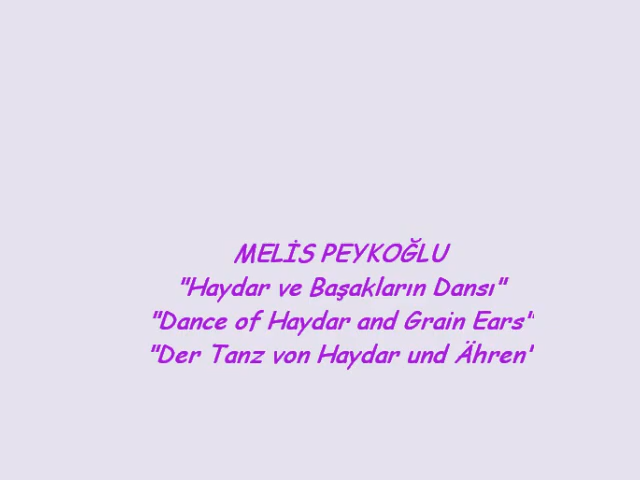 MELİS PEYKOĞLU
"Haydar ve Başakların Dansı"
"Dance of Haydar and Grain Ears"
"Der Tanz von Haydar und Ähren"